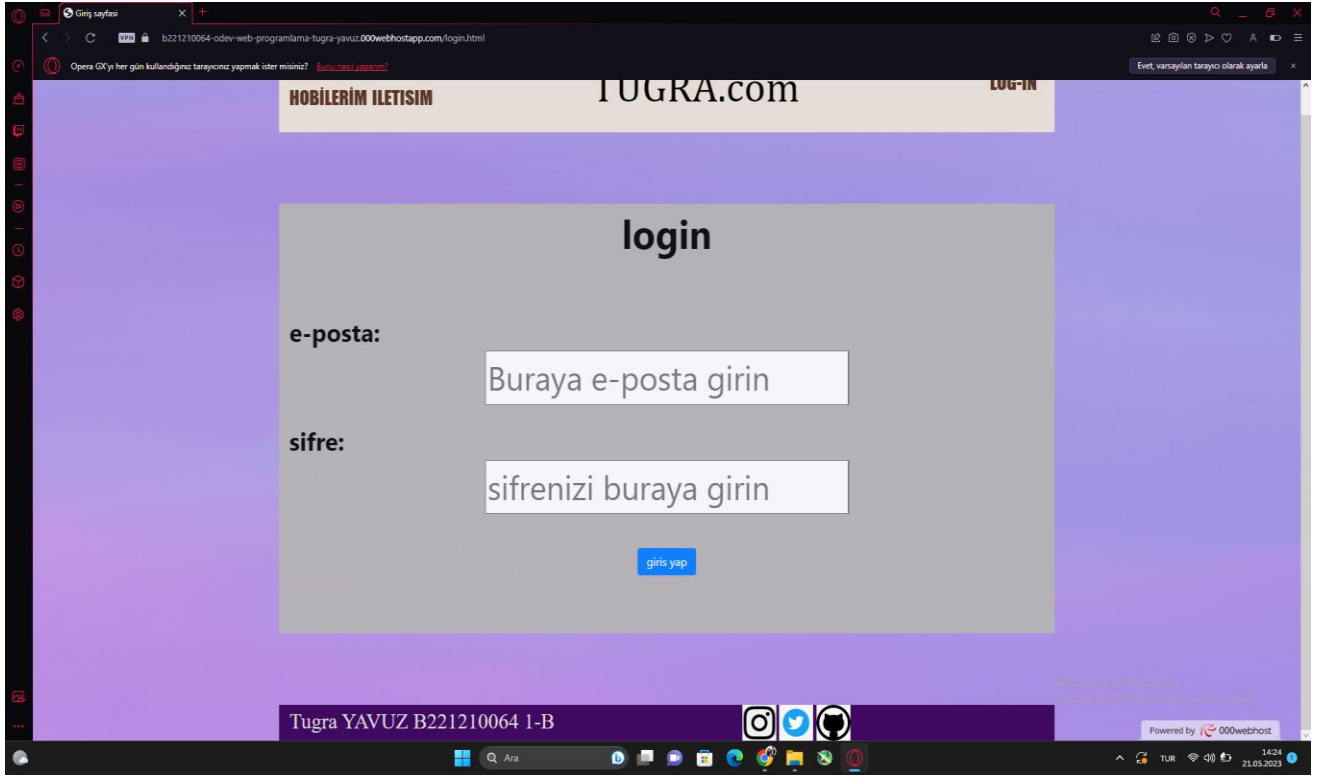 Giriş sayfasi
VPN b221210064-odev-web-programlama-tugra-yavuz.000webhostapp.com/login.html
Opera GX'yı her gün kullandığınız tarayıcınız yapmak ister misiniz? Bunu nasıl yaparım? Evet, varsayılan tarayıcı olarak ayarla
HOBİLERİM ILETISIM TUGRA.com LOG-IN
login
e-posta:
Buraya e-posta girin
sifre:
sifrenizi buraya girin
giris yap
Tugra YAVUZ B221210064 1-B
Powered by 000webhost
Ara
TUR
14:24
21.05.2023
1